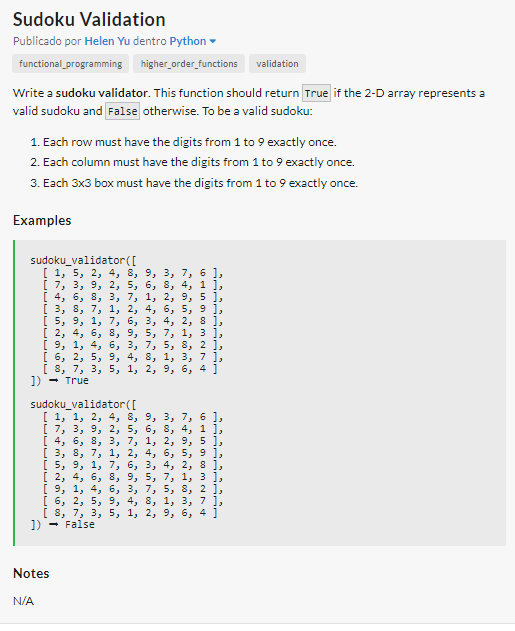 Sudoku Validation
Publicado por Helen Yu dentro Python
functional_programming higher_order_functions validation
Write a sudoku validator. This function should return True if the 2-D array represents a
valid sudoku and False otherwise. To be a valid sudoku:
1. Each row must have the digits from 1 to 9 exactly once.
2. Each column must have the digits from 1 to 9 exactly once.
3. Each 3x3 box must have the digits from 1 to 9 exactly once.
Examples
sudoku_validator([
[ 1, 5, 2, 4, 8, 9, 3, 7, 6 ],
[ 7, 3, 9, 2, 5, 6, 8, 4, 1 ],
[ 4, 6, 8, 3, 7, 1, 2, 9, 5 ],
[ 3, 8, 7, 1, 2, 4, 6, 5, 9 ],
[ 5, 9, 1, 7, 6, 3, 4, 2, 8 ],
[ 2, 4, 6, 8, 9, 5, 7, 1, 3 ],
[ 9, 1, 4, 6, 3, 7, 5, 8, 2 ],
[ 6, 2, 5, 9, 4, 8, 1, 3, 7 ],
[ 8, 7, 3, 5, 1, 2, 9, 6, 4 ]
]) ➞ True
sudoku_validator([
[ 1, 1, 2, 4, 8, 9, 3, 7, 6 ],
[ 7, 3, 9, 2, 5, 6, 8, 4, 1 ],
[ 4, 6, 8, 3, 7, 1, 2, 9, 5 ],
[ 3, 8, 7, 1, 2, 4, 6, 5, 9 ],
[ 5, 9, 1, 7, 6, 3, 4, 2, 8 ],
[ 2, 4, 6, 8, 9, 5, 7, 1, 3 ],
[ 9, 1, 4, 6, 3, 7, 5, 8, 2 ],
[ 6, 2, 5, 9, 4, 8, 1, 3, 7 ],
[ 8, 7, 3, 5, 1, 2, 9, 6, 4 ]
]) ➞ False
Notes
N/A